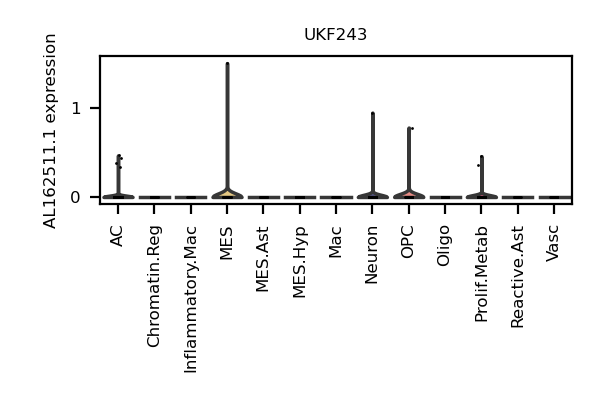 UKF243
AL162511.1 expression
1
0
AC
Chromatin.Reg
Inflammatory.Mac
MES
MES.Ast
MES.Hyp
Mac
Neuron
OPC
Oligo
Prolif.Metab
Reactive.Ast
Vasc